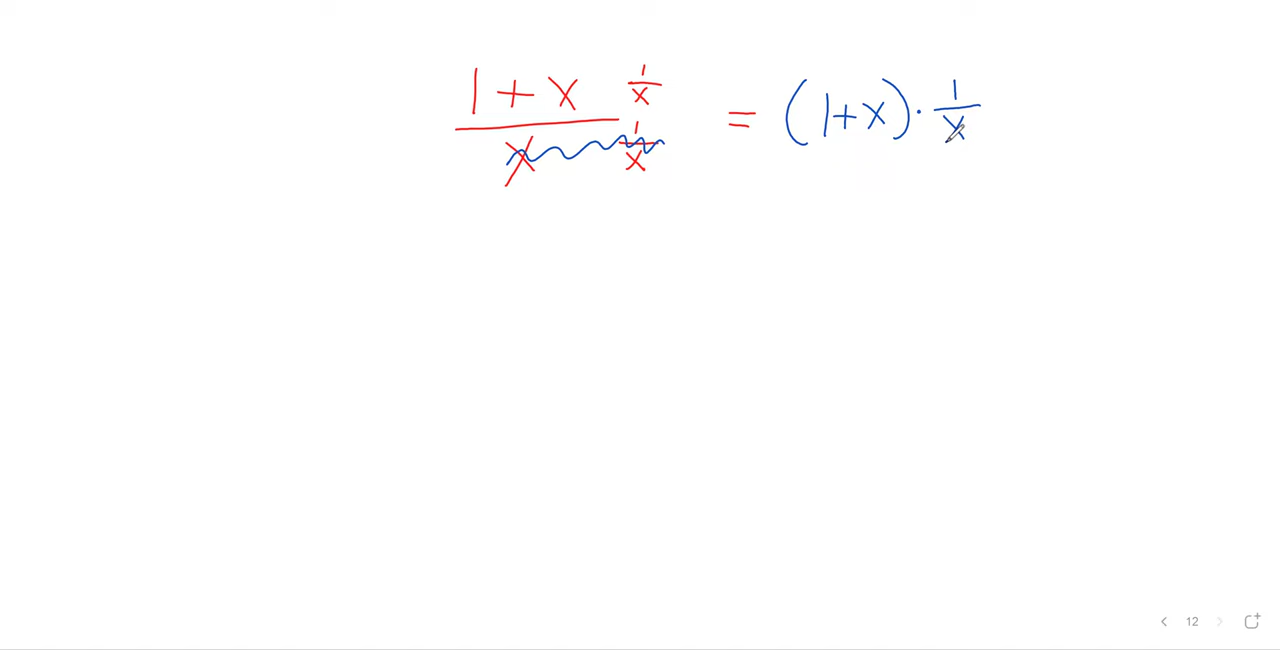 (1 + x)/x (1/x)/(1/x) = (1+x) · 1/x
12